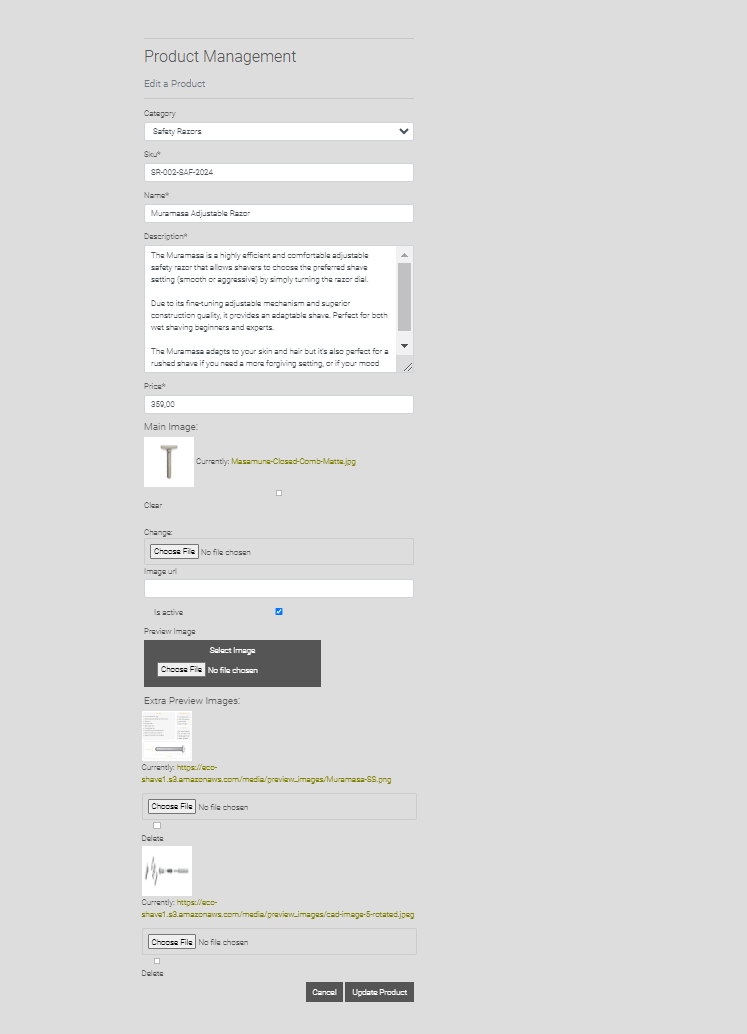 Product Management
Edit a Product
Category
Safety Razors
Sku*
SR-002-SAF-2024
Name*
Muramasa Adjustable Razor
Description*
The Muramasa is a highly efficient and comfortable adjustable
safety razor that allows shavers to choose the preferred shave
setting (smooth or aggressive) by simply turning the razor dial.
Due to its fine-tuning adjustable mechanism and superior
construction quality, it provides an adaptable shave. Perfect for both
wet shaving beginners and experts.
The Muramasa adapts to your skin and hair but it's also perfect for a
rushed shave if you need a more forgiving setting, or if your mood
Price*
359,00
Main Image:
Currently: Masamune-Closed-Comb-Matte.jpg
Clear
Change:
Choose File No file chosen
Image url
Is active
Preview Image
Select Image
Choose File No file chosen
Extra Preview Images:
Currently: https://eco-
shave1.s3.amazonaws.com/media/preview_images/Muramasa-SS.png
Choose File No file chosen
Delete
Currently: https://eco-
shave1.s3.amazonaws.com/media/preview_images/cad-image-5-rotated.jpeg
Choose File No file chosen
Delete
Cancel Update Product